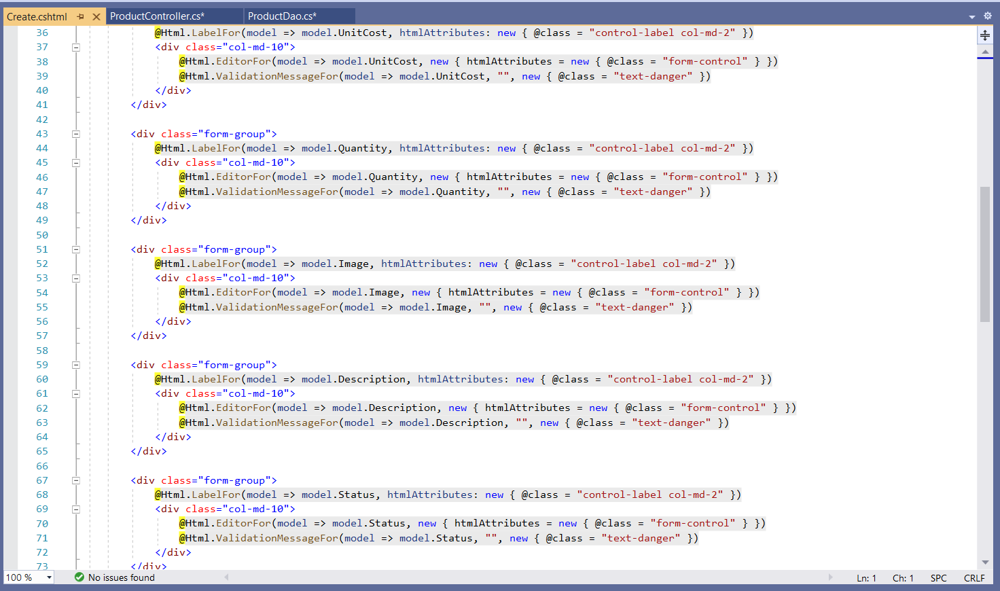 Create.cshtml ProductController.cs* ProductDao.cs*
36 @Html.LabelFor(model => model.UnitCost, htmlAttributes: new { @class = "control-label col-md-2" })
37 <div class="col-md-10">
38 @Html.EditorFor(model => model.UnitCost, new { htmlAttributes = new { @class = "form-control" } })
39 @Html.ValidationMessageFor(model => model.UnitCost, "", new { @class = "text-danger" })
40 </div>
41 </div>
42
43 <div class="form-group">
44 @Html.LabelFor(model => model.Quantity, htmlAttributes: new { @class = "control-label col-md-2" })
45 <div class="col-md-10">
46 @Html.EditorFor(model => model.Quantity, new { htmlAttributes = new { @class = "form-control" } })
47 @Html.ValidationMessageFor(model => model.Quantity, "", new { @class = "text-danger" })
48 </div>
49 </div>
50
51 <div class="form-group">
52 @Html.LabelFor(model => model.Image, htmlAttributes: new { @class = "control-label col-md-2" })
53 <div class="col-md-10">
54 @Html.EditorFor(model => model.Image, new { htmlAttributes = new { @class = "form-control" } })
55 @Html.ValidationMessageFor(model => model.Image, "", new { @class = "text-danger" })
56 </div>
57 </div>
58
59 <div class="form-group">
60 @Html.LabelFor(model => model.Description, htmlAttributes: new { @class = "control-label col-md-2" })
61 <div class="col-md-10">
62 @Html.EditorFor(model => model.Description, new { htmlAttributes = new { @class = "form-control" } })
63 @Html.ValidationMessageFor(model => model.Description, "", new { @class = "text-danger" })
64 </div>
65 </div>
66
67 <div class="form-group">
68 @Html.LabelFor(model => model.Status, htmlAttributes: new { @class = "control-label col-md-2" })
69 <div class="col-md-10">
70 @Html.EditorFor(model => model.Status, new { htmlAttributes = new { @class = "form-control" } })
71 @Html.ValidationMessageFor(model => model.Status, "", new { @class = "text-danger" })
72 </div>
73 </div>
100 % No issues found Ln: 1 Ch: 1 SPC CRLF